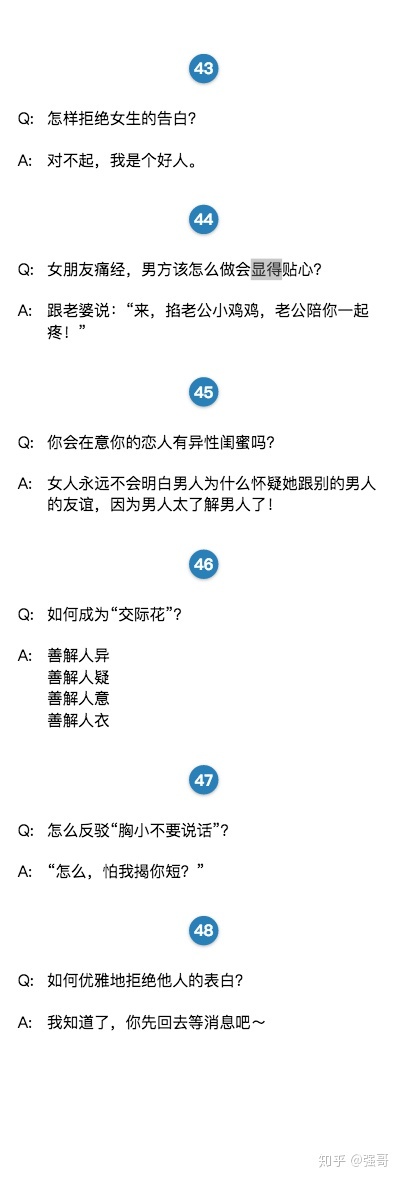 43
Q: 怎样拒绝女生的告白?
A: 对不起，我是个好人。
44
Q: 女朋友痛经，男方该怎么做会显得贴心?
A: 跟老婆说：“来，掐老公小鸡鸡，老公陪你一起
疼！”
45
Q: 你会在意你的恋人有异性闺蜜吗?
A: 女人永远不会明白男人为什么怀疑她跟别的男人
的友谊，因为男人太了解男人了！
46
Q: 如何成为“交际花”?
A: 善解人异
善解人疑
善解人意
善解人衣
47
Q: 怎么反驳“胸小不要说话”?
A: “怎么，怕我揭你短？”
48
Q: 如何优雅地拒绝他人的表白?
A: 我知道了，你先回去等消息吧～
知乎 @强哥